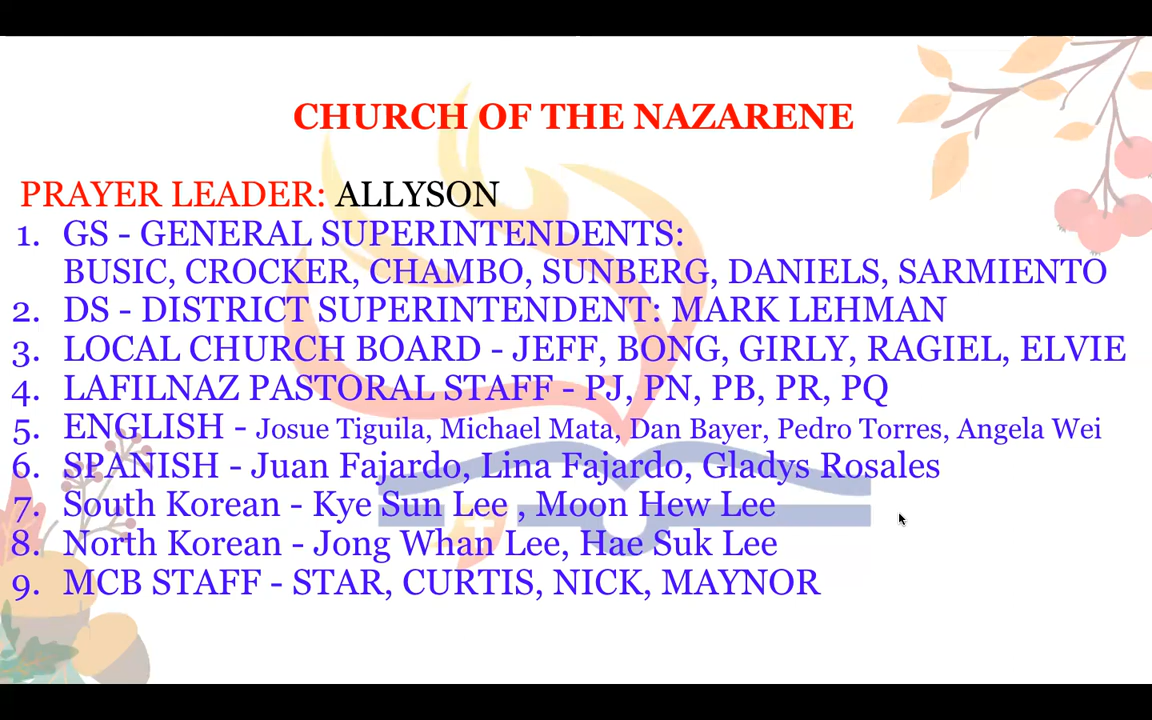 CHURCH OF THE NAZARENE
PRAYER LEADER: ALLYSON
1. GS - GENERAL SUPERINTENDENTS:
BUSIC, CROCKER, CHAMBO, SUNBERG, DANIELS, SARMIENTO
2. DS - DISTRICT SUPERINTENDENT: MARK LEHMAN
3. LOCAL CHURCH BOARD - JEFF, BONG, GIRLY, RAGIEL, ELVIE
4. LAFILNAZ PASTORAL STAFF - PJ, PN, PB, PR, PQ
5. ENGLISH - Josue Tiguila, Michael Mata, Dan Bayer, Pedro Torres, Angela Wei
6. SPANISH - Juan Fajardo, Lina Fajardo, Gladys Rosales
7. South Korean - Kye Sun Lee , Moon Hew Lee
8. North Korean - Jong Whan Lee, Hae Suk Lee
9. MCB STAFF - STAR, CURTIS, NICK, MAYNOR